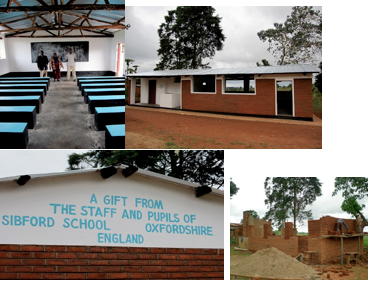 A GIFT FROM
THE STAFF AND PUPILS OF
SIBFORD SCHOOL OXFORDSHIRE
ENGLAND